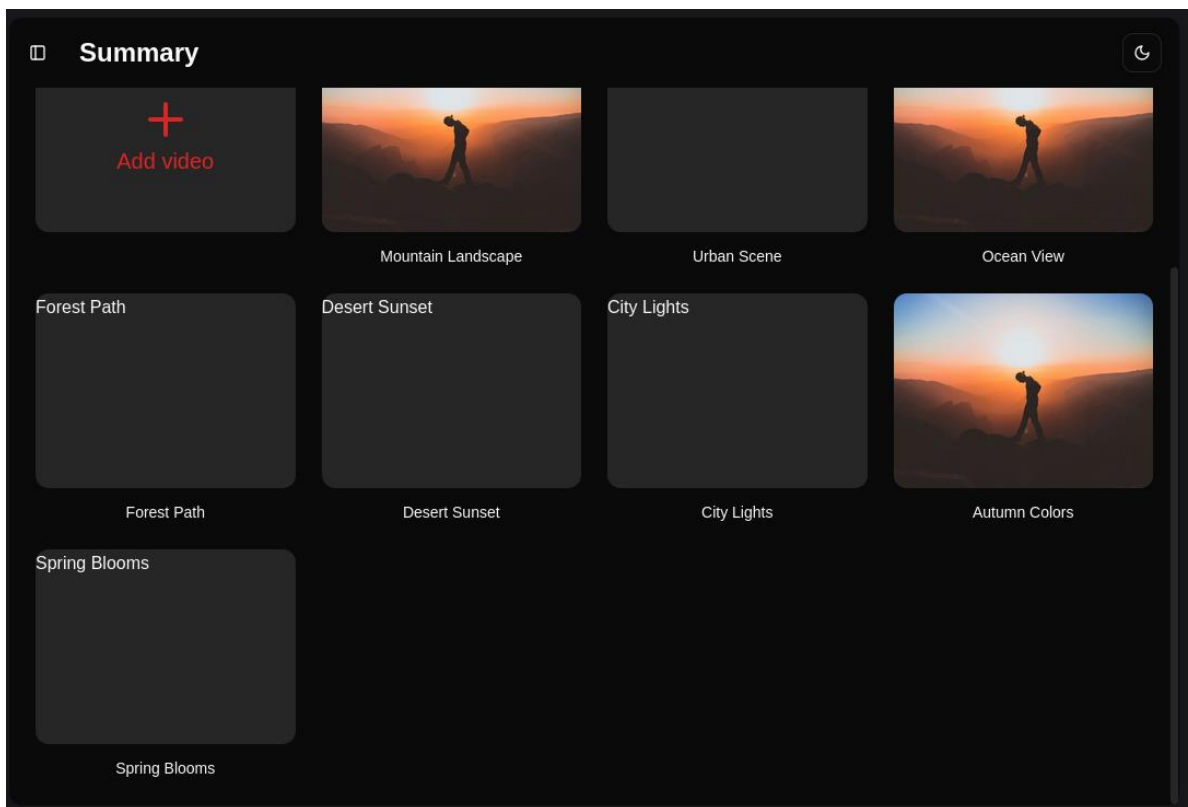 Summary
Add video
Mountain Landscape
Urban Scene
Ocean View
Forest Path
Desert Sunset
City Lights
Forest Path
Desert Sunset
City Lights
Autumn Colors
Spring Blooms
Spring Blooms